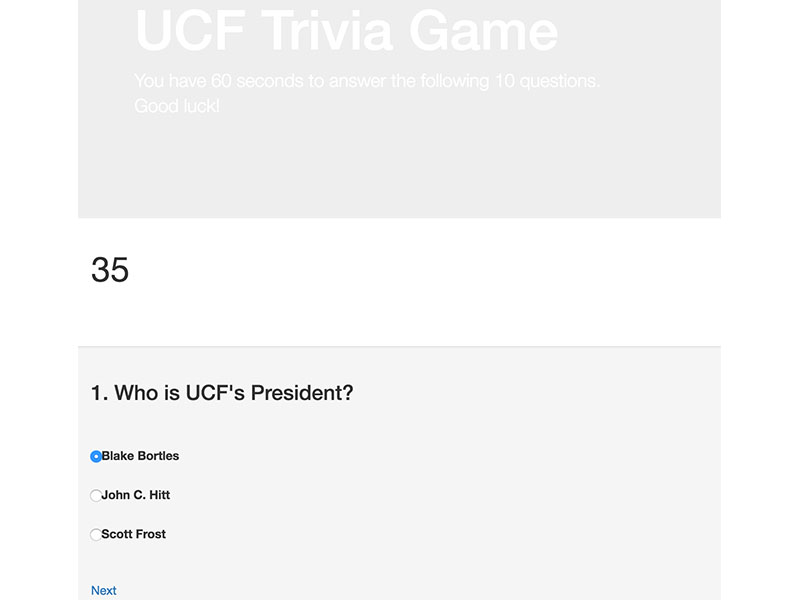 UCF Trivia Game
You have 60 seconds to answer the following 10 questions.
Good luck!
35
1. Who is UCF's President?
Blake Bortles
John C. Hitt
Scott Frost
Next